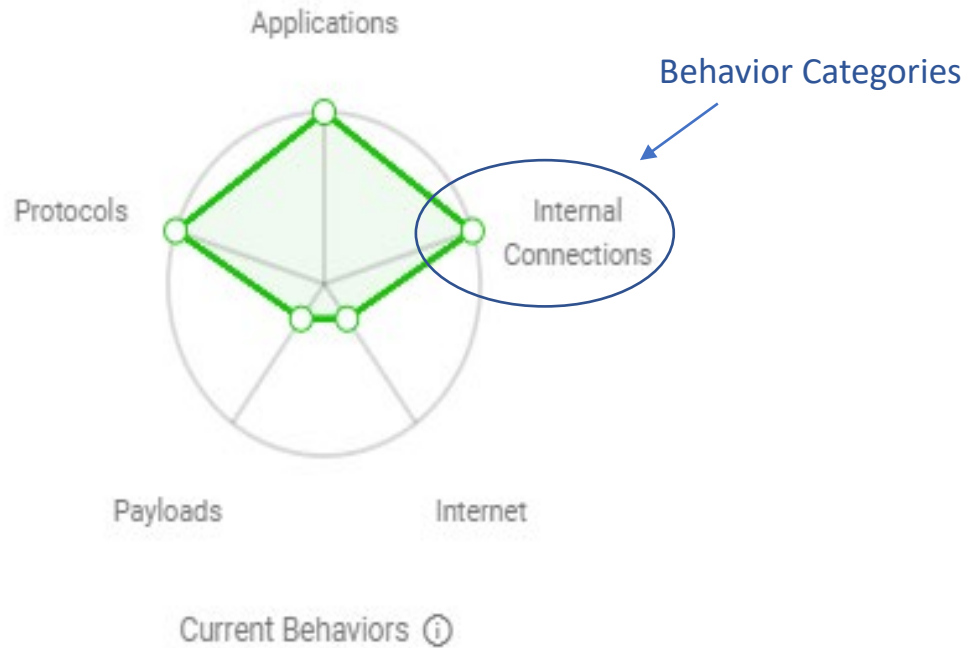 Applications
Behavior Categories
Protocols
Internal
Connections
Payloads
Internet
Current Behaviors ⓘ